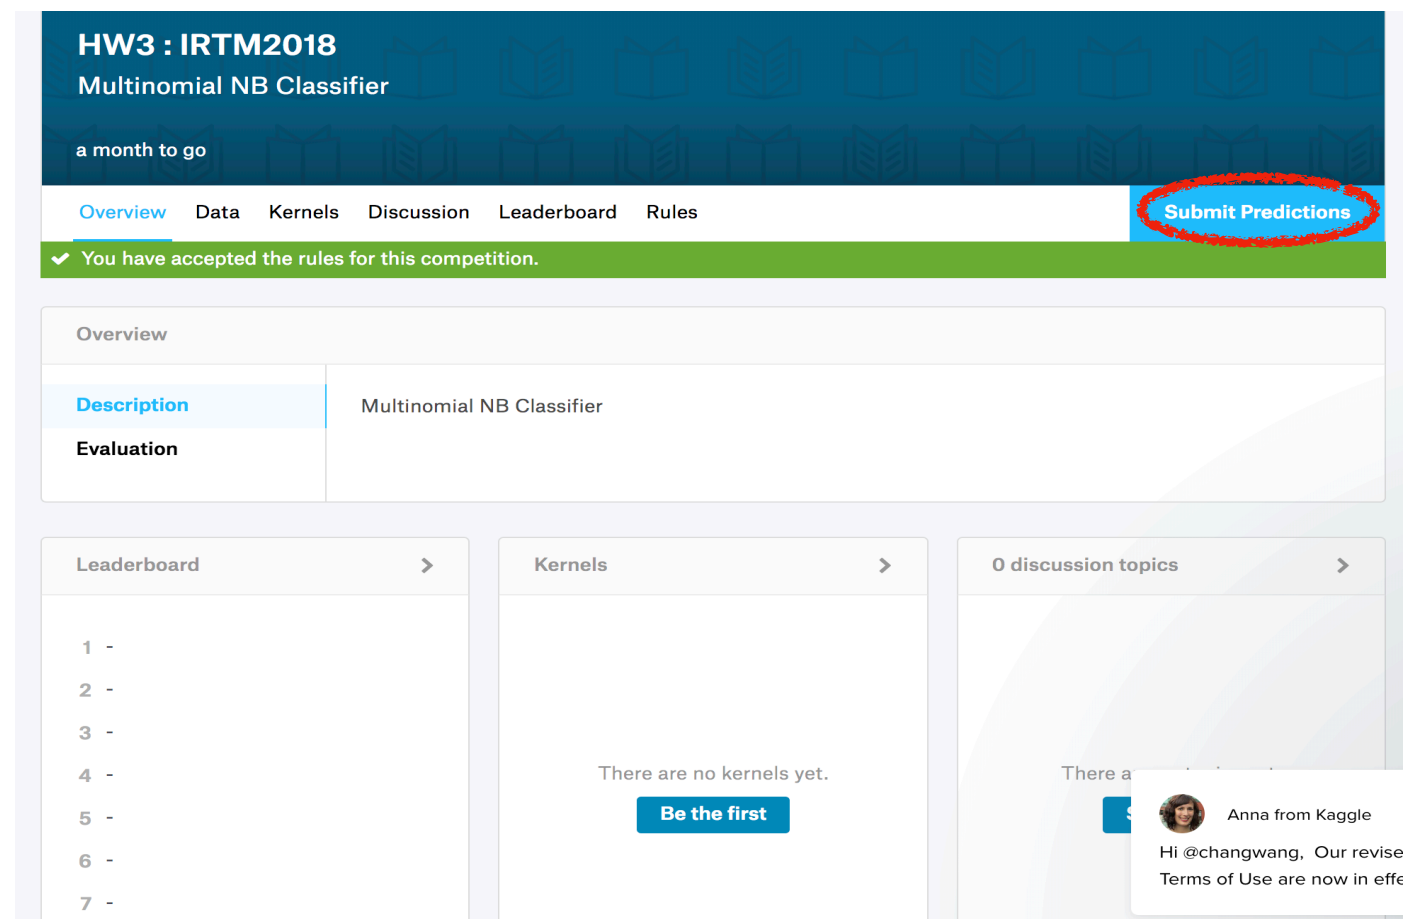 HW3 : IRTM2018
Multinomial NB Classifier
a month to go
Overview Data Kernels Discussion Leaderboard Rules Submit Predictions
You have accepted the rules for this competition.
Overview
Description
Multinomial NB Classifier
Evaluation
Leaderboard
1 -
2 -
3 -
4 -
5 -
6 -
7 -
Kernels
There are no kernels yet.
Be the first
0 discussion topics
There
Anna from Kaggle
Hi @changwang, Our revise
Terms of Use are now in effe